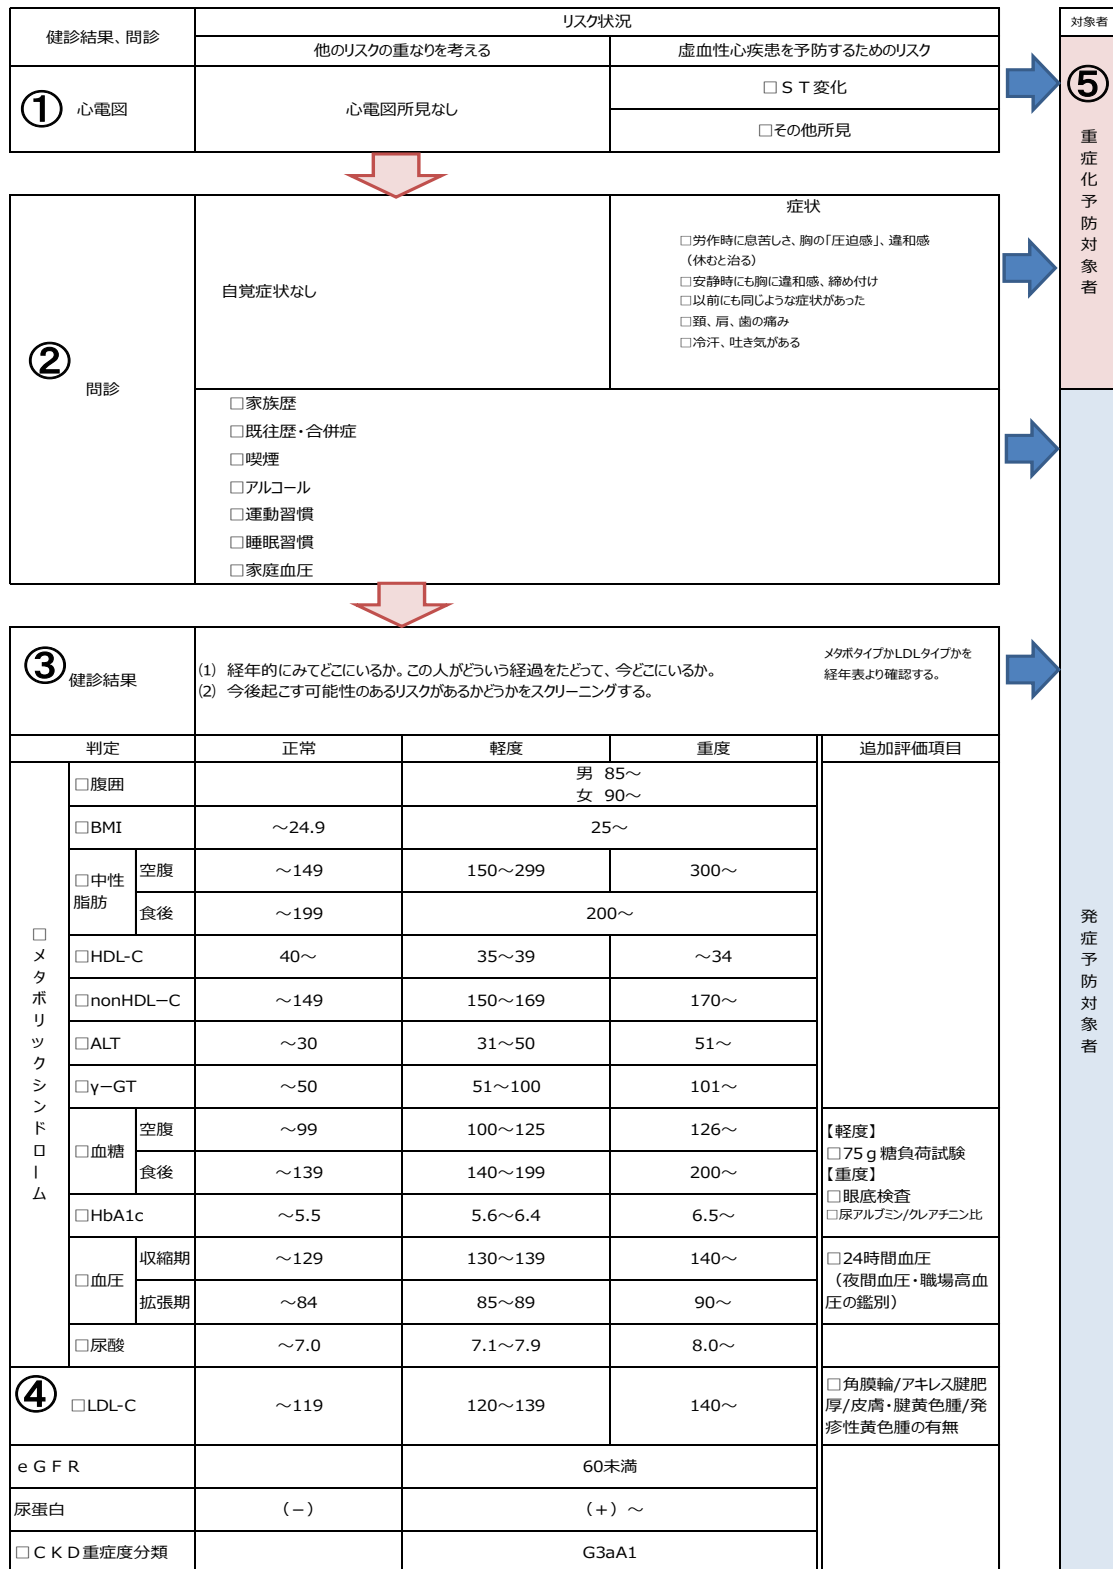 健診結果、問診
リスク状況
対象者
他のリスクの重なりを考える
虚血性心疾患を予防するためのリスク
① 心電図
心電図所見なし
□ＳＴ変化
□その他所見
⑤
重症化予防対象者
② 問診
自覚症状なし
症状
□労作時に息苦しさ、胸の「圧迫感」、違和感
（休むと治る）
□安静時にも胸に違和感、締め付け
□以前にも同じような症状があった
□頚、肩、歯の痛み
□冷汗、吐き気がある
□家族歴
□既往歴・合併症
□喫煙
□アルコール
□運動習慣
□睡眠習慣
□家庭血圧
発症予防対象者
③ 健診結果
(1) 経年的にみてどこにいるか。この人がどういう経過をたどって、今どこにいるか。
(2) 今後起こす可能性のあるリスクがあるかどうかをスクリーニングする。
メタボタイプかLDLタイプかを
経年表より確認する。
判定 正常 軽度 重度 追加評価項目
□メタボリックシンドローム
□腹囲
男 85～
女 90～
□BMI ～24.9 25～
□中性
脂肪
空腹 ～149 150～299 300～
食後 ～199 200～
□HDL-C 40～ 35～39 ～34
□nonHDL－C ～149 150～169 170～
□ALT ～30 31～50 51～
□γ－GT ～50 51～100 101～
□血糖
空腹 ～99 100～125 126～
食後 ～139 140～199 200～
□HbA1c ～5.5 5.6～6.4 6.5～
【軽度】
□75ｇ糖負荷試験
【重度】
□眼底検査
□尿アルブミン/クレアチニン比
□血圧
収縮期 ～129 130～139 140～
拡張期 ～84 85～89 90～
□24時間血圧
（夜間血圧・職場高血
圧の鑑別）
□尿酸 ～7.0 7.1～7.9 8.0～
④ □LDL-C ～119 120～139 140～
□角膜輪/アキレス腱肥
厚/皮膚・腱黄色腫/発
疹性黄色腫の有無
ｅＧＦＲ 60未満
尿蛋白 （－） （+）～
□ＣＫＤ重症度分類 G3aA1